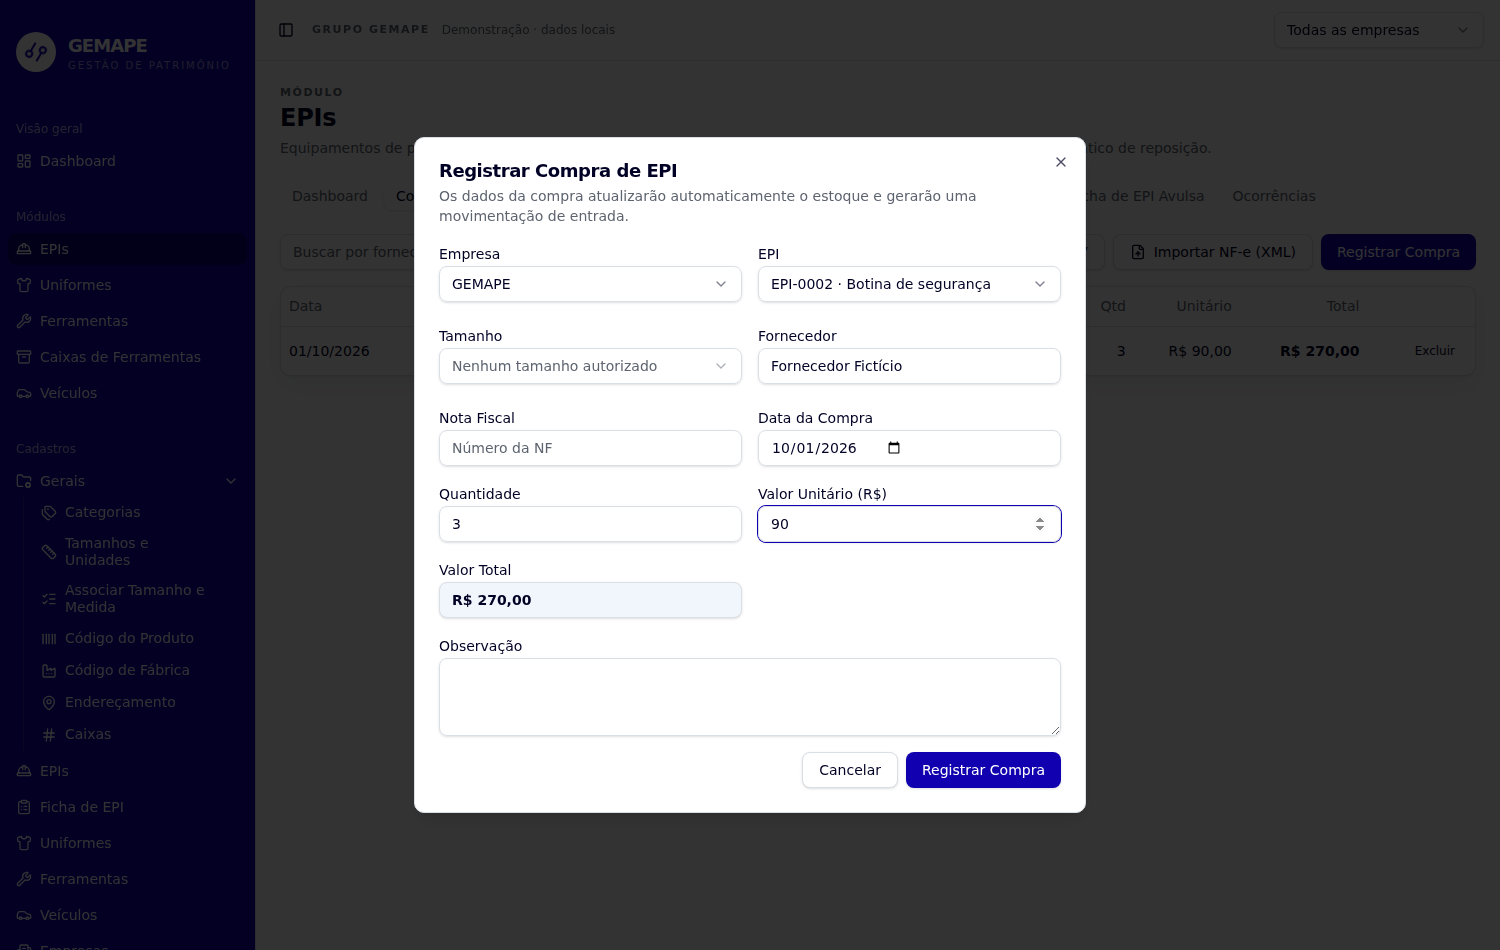 GEMAPE
GESTÃO DE PATRIMÔNIO
Visão geral
Dashboard
Módulos
EPIs
Uniformes
Ferramentas
Caixas de Ferramentas
Veículos
Cadastros
Gerais
Categorias
Tamanhos e
Unidades
Associar Tamanho e
Medida
Código do Produto
Código de Fábrica
Endereçamento
Caixas
EPIs
Ficha de EPI
Uniformes
Ferramentas
Veículos
GRUPO GEMAPE Demonstração · dados locais
Todas as empresas
MÓDULO
EPIs
Equipamentos de p
tico de reposição.
Dashboard Co
ha de EPI Avulsa Ocorrências
Buscar por fornec
Importar NF-e (XML) Registrar Compra
Data Qtd Unitário Total
01/10/2026 3 R$ 90,00 R$ 270,00 Excluir
Registrar Compra de EPI
Os dados da compra atualizarão automaticamente o estoque e gerarão uma
movimentação de entrada.
Empresa EPI
GEMAPE EPI-0002 · Botina de segurança
Tamanho Fornecedor
Nenhum tamanho autorizado Fornecedor Fictício
Nota Fiscal Data da Compra
Número da NF 10/01/2026
Quantidade Valor Unitário (R$)
3 90
Valor Total
R$ 270,00
Observação
Cancelar Registrar Compra